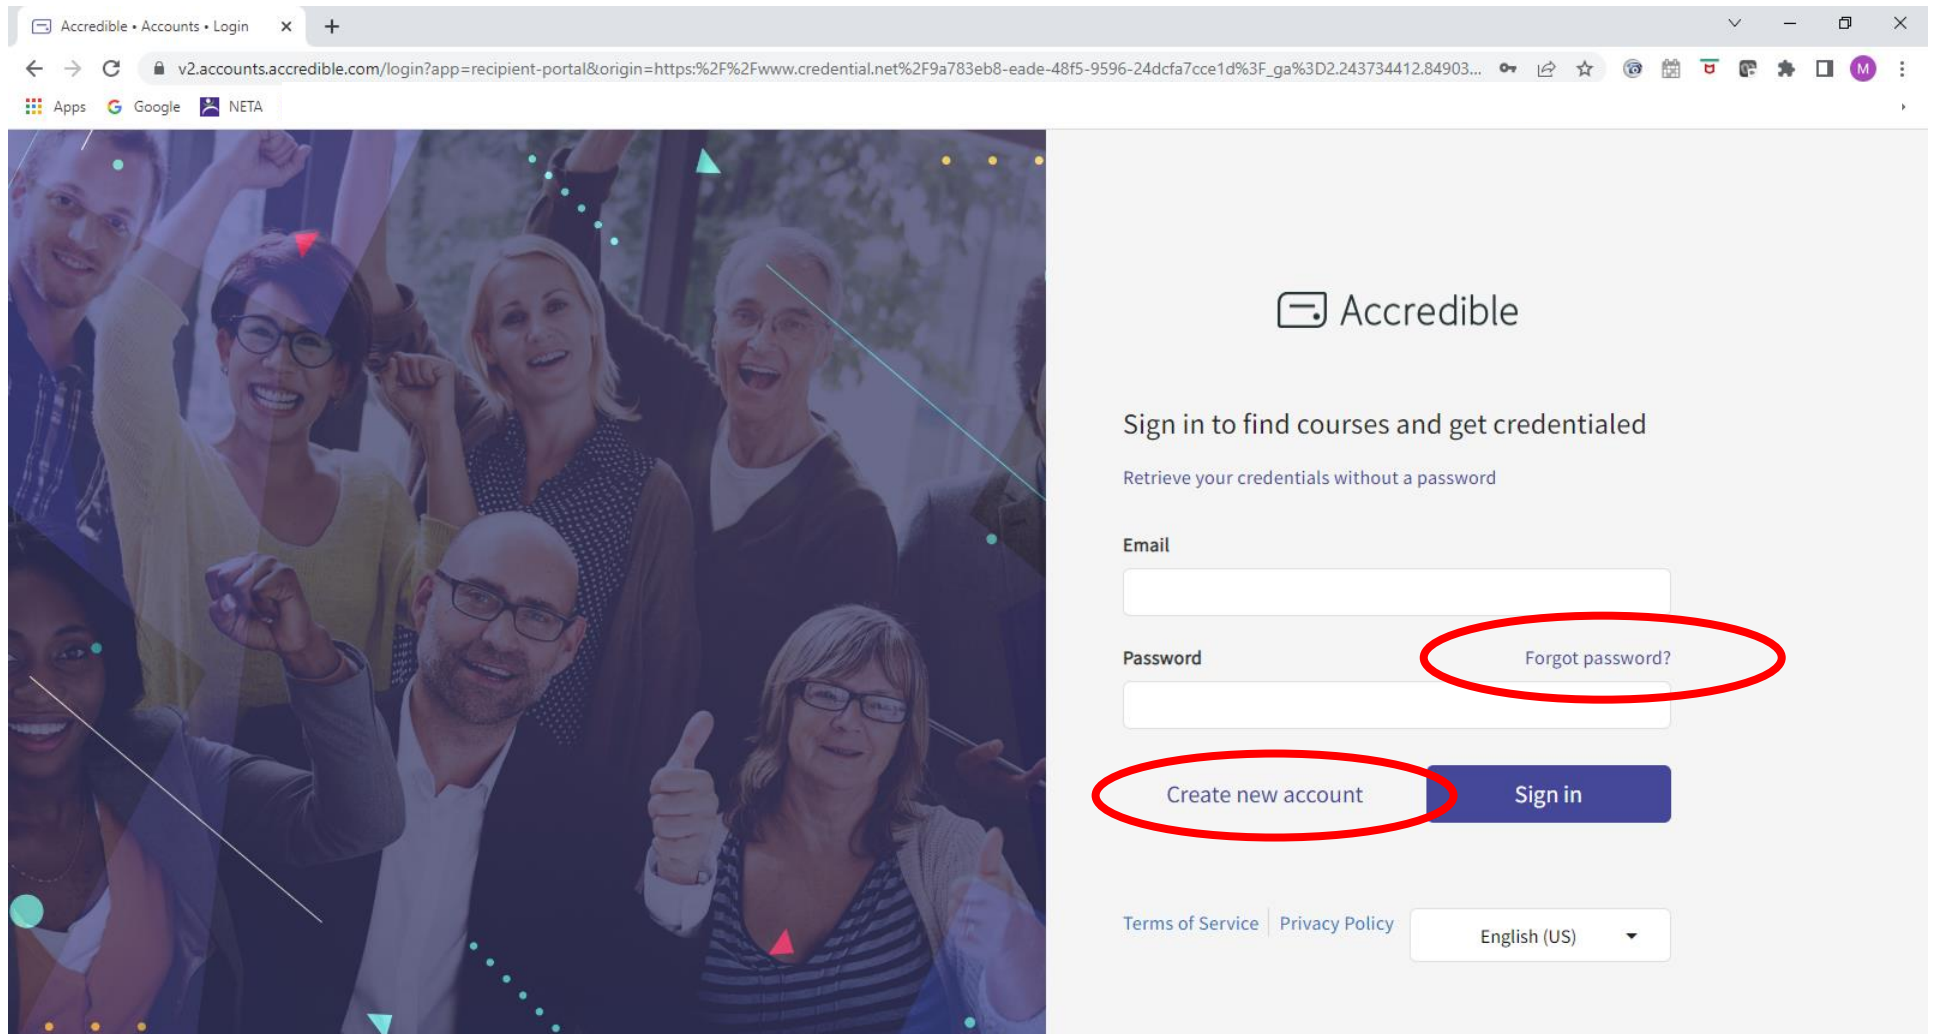 Accredible • Accounts • Login
v2.accounts.accredible.com/login?app=recipient-portal&origin=https:%2F%2Fwww.credential.net%2F9a783eb8-eade-48f5-9596-24dcfa7cce1d%3F_ga%3D2.243734412.84903...
M
Apps
Google
NETA
Accredible
Sign in to find courses and get credentialed
Retrieve your credentials without a password
Email
Password
Forgot password?
Create new account
Sign in
Terms of Service
Privacy Policy
English (US)